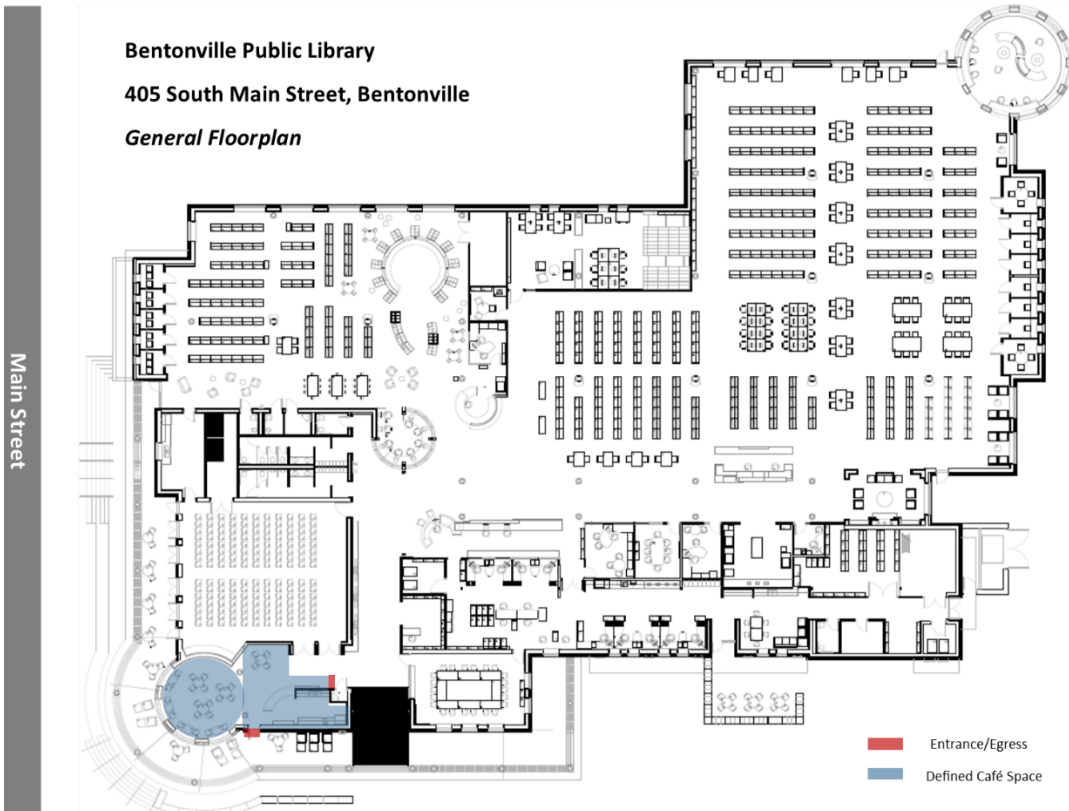 Bentonville Public Library
405 South Main Street, Bentonville
General Floorplan
Main Street
Entrance/Egress
Defined Café Space